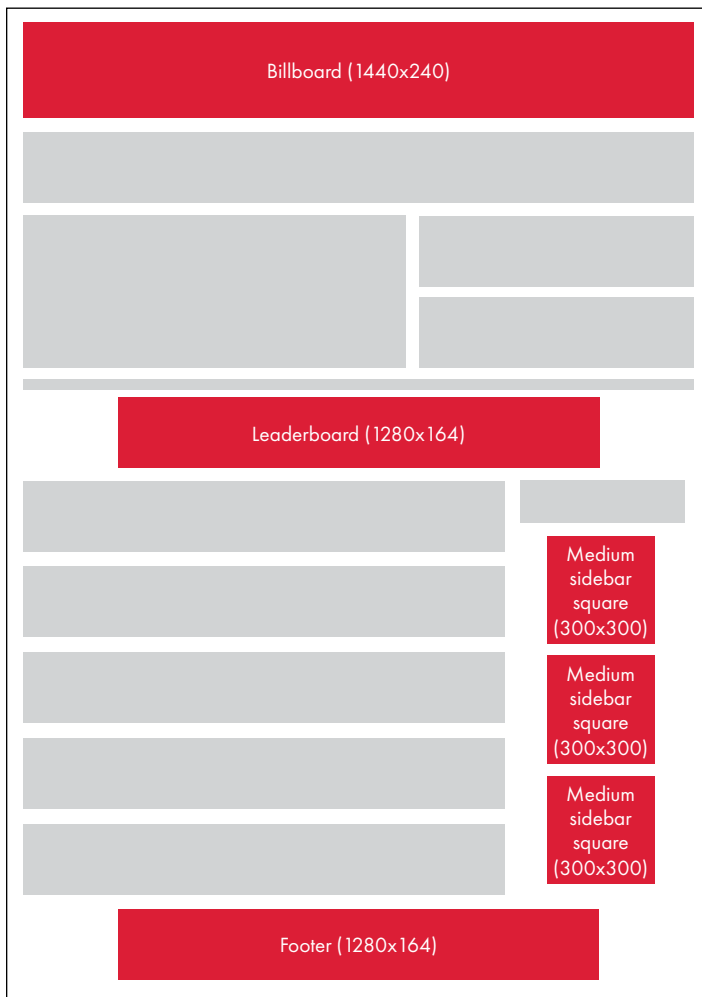 Billboard (1440x240)
Leaderboard (1280x164)
Medium
sidebar
square
(300x300)
Medium
sidebar
square
(300x300)
Medium
sidebar
square
(300x300)
Footer (1280x164)